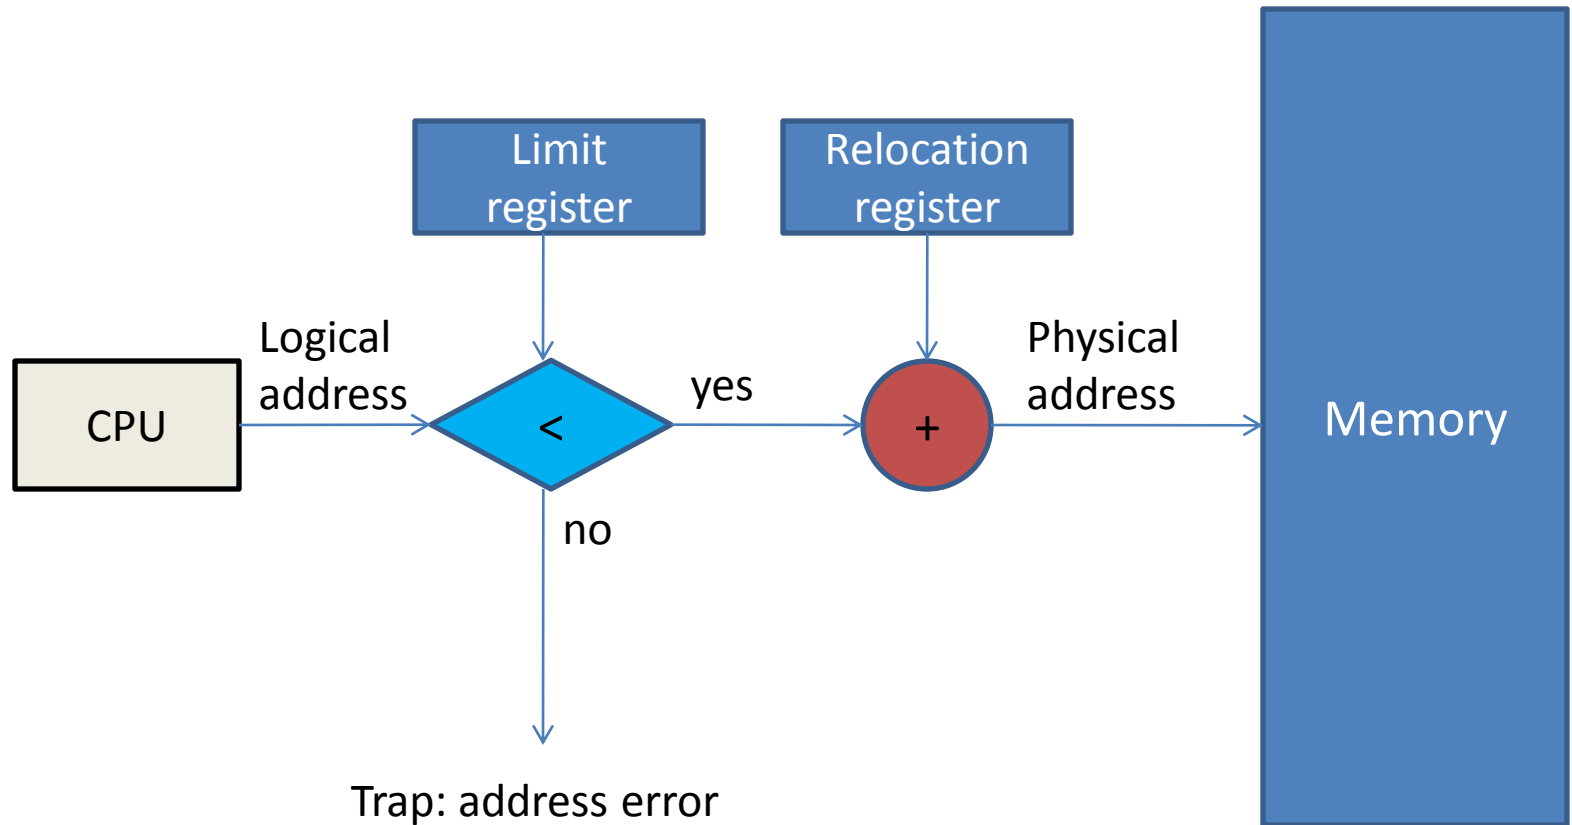 Limit
register
Relocation
register
Logical
address
CPU
<
yes
+
Physical
address
Memory
no
Trap: address error